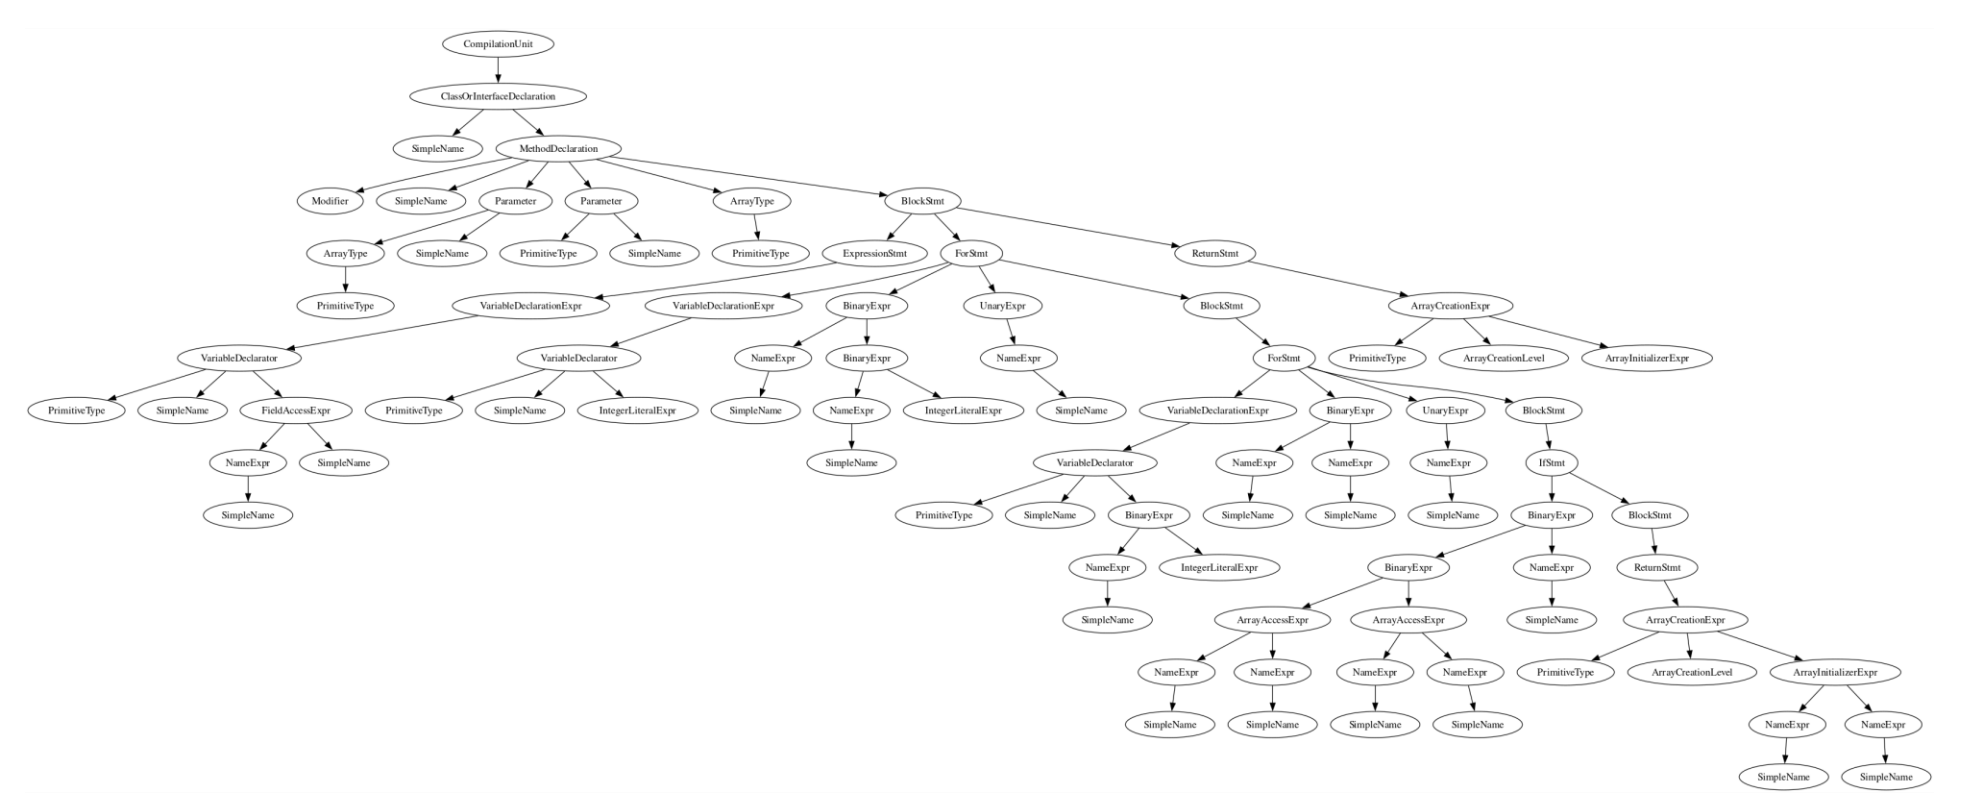 CompilationUnit
ClassOrInterfaceDeclaration
SimpleName MethodDeclaration
Modifier SimpleName Parameter Parameter ArrayType BlockStmt
ArrayType SimpleName PrimitiveType SimpleName PrimitiveType ExpressionStmt ForStmt ReturnStmt
PrimitiveType VariableDeclarationExpr VariableDeclarationExpr BinaryExpr UnaryExpr BlockStmt ArrayCreationExpr
VariableDeclarator VariableDeclarator NameExpr BinaryExpr NameExpr ForStmt PrimitiveType ArrayCreationLevel ArrayInitializerExpr
PrimitiveType SimpleName FieldAccessExpr PrimitiveType SimpleName IntegerLiteralExpr SimpleName NameExpr IntegerLiteralExpr SimpleName VariableDeclarationExpr BinaryExpr UnaryExpr BlockStmt
NameExpr SimpleName SimpleName VariableDeclarator NameExpr NameExpr NameExpr IfStmt
SimpleName PrimitiveType SimpleName BinaryExpr SimpleName SimpleName SimpleName BinaryExpr BlockStmt
NameExpr IntegerLiteralExpr BinaryExpr NameExpr ReturnStmt
SimpleName ArrayAccessExpr ArrayAccessExpr SimpleName ArrayCreationExpr
NameExpr NameExpr NameExpr NameExpr PrimitiveType ArrayCreationLevel ArrayInitializerExpr
SimpleName SimpleName SimpleName SimpleName NameExpr NameExpr
SimpleName SimpleName